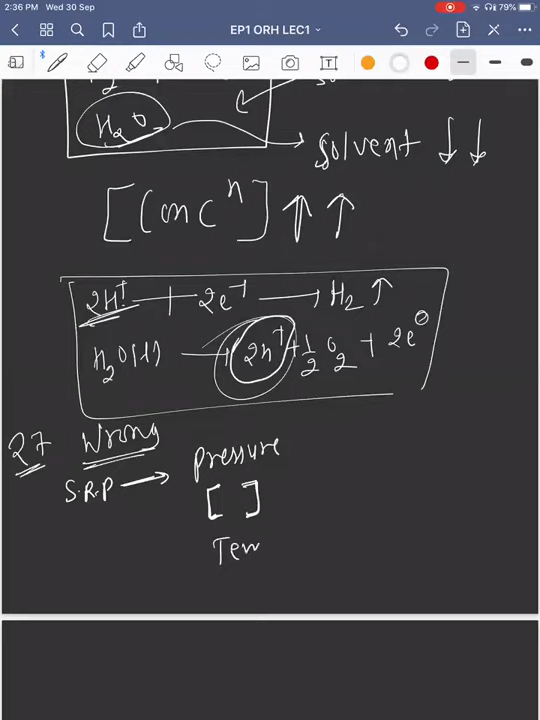 2:36 PM Wed 30 Sep 79%
EP1 ORH LEC1
H₂O → Solvent ↓ ↓
[Concⁿ] ↑ ↑
2H⁺ + 2e⁻ → H₂ ↑
H₂O(l) → 2H⁺ + 1/2 O₂ + 2e⊖
27 Wrong
S.R.P → Pressure
[ ]
Tem